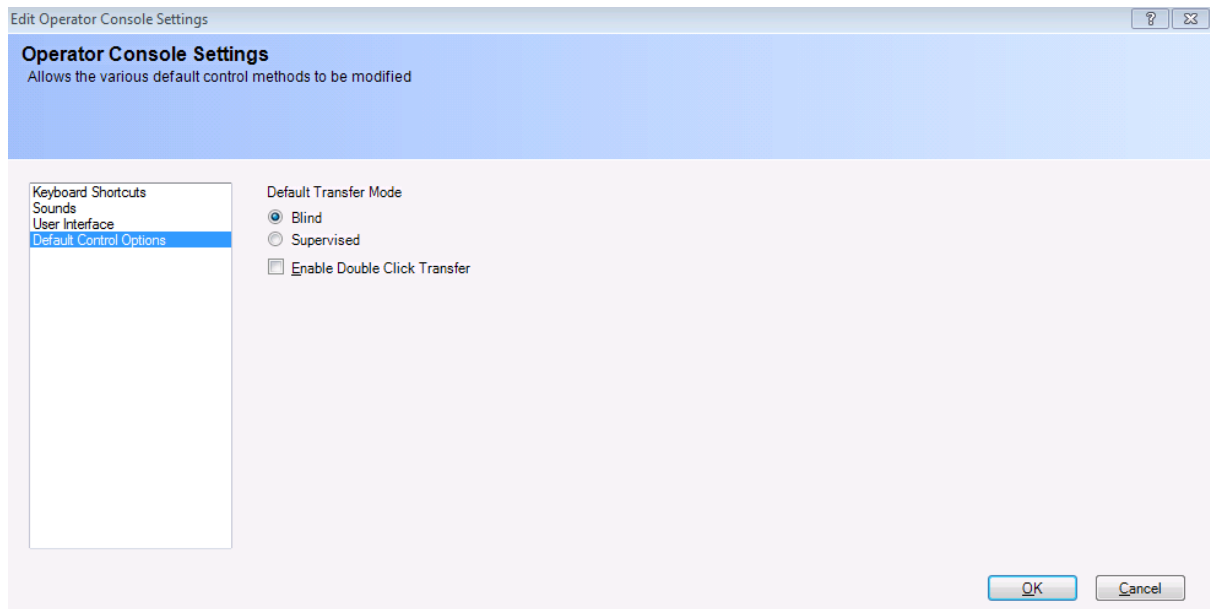 Edit Operator Console Settings
?
Operator Console Settings
Allows the various default control methods to be modified
Keyboard Shortcuts
Sounds
User Interface
Default Control Options
Default Transfer Mode
Blind
Supervised
Enable Double Click Transfer
OK
Cancel